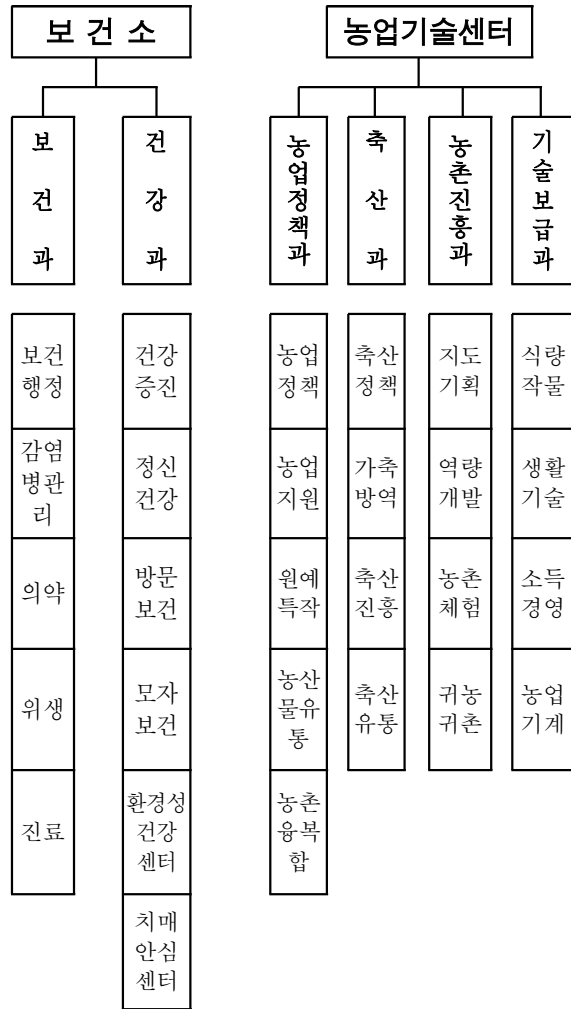 보 건 소
농업기술센터
보
건
과
건
강
과
농
업
정
책
과
축
산
과
농
촌
진
흥
과
기
술
보
급
과
보건
행정
감염
병관
리
의약
위생
진료
건강
증진
정신
건강
방문
보건
모자
보건
환경성
건강
센터
치매
안심
센터
농업
정책
농업
지원
원예
특작
농산
물유
통
농촌
융복
합
축산
정책
가축
방역
축산
진흥
축산
유통
지도
기획
역량
개발
농촌
체험
귀농
귀촌
식량
작물
생활
기술
소득
경영
농업
기계